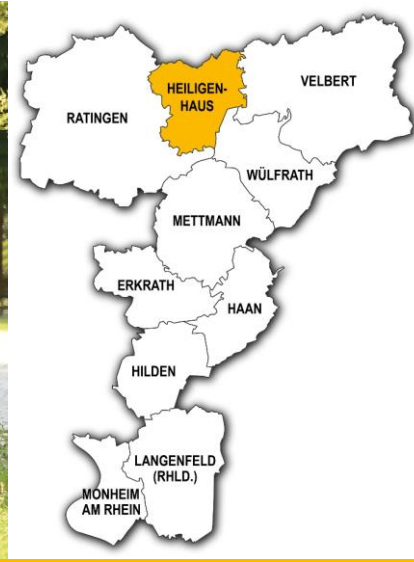 HEILIGEN-
HAUS
VELBERT
RATINGEN
WÜLFRATH
METTMANN
ERKRATH
HAAN
HILDEN
LANGENFELD
(RHLD.)
MONHEIM
AM RHEIN